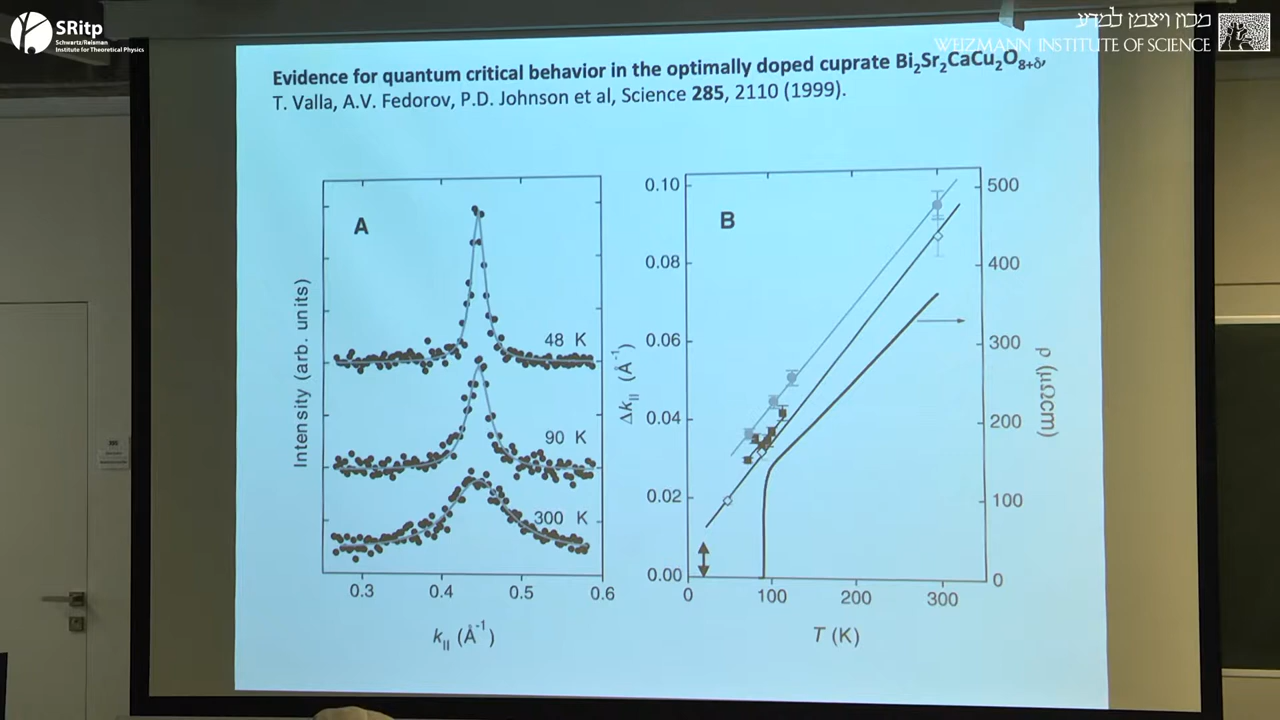 SRitp
Schwartz/Reisman
Institute for Theoretical Physics
מכון ויצמן למדע
WEIZMANN INSTITUTE OF SCIENCE
Evidence for quantum critical behavior in the optimally doped cuprate Bi₂Sr₂CaCu₂O₈₊δ,
T. Valla, A.V. Fedorov, P.D. Johnson et al, Science 285, 2110 (1999).
A
Intensity (arb. units)
48 K
90 K
300 K
0.3 0.4 0.5 0.6
k|| (Å⁻¹)
B
Δk|| (Å⁻¹)
0.10
0.08
0.06
0.04
0.02
0.00
0 100 200 300
T (K)
500
400
300
200
100
0
ρ (μΩcm)